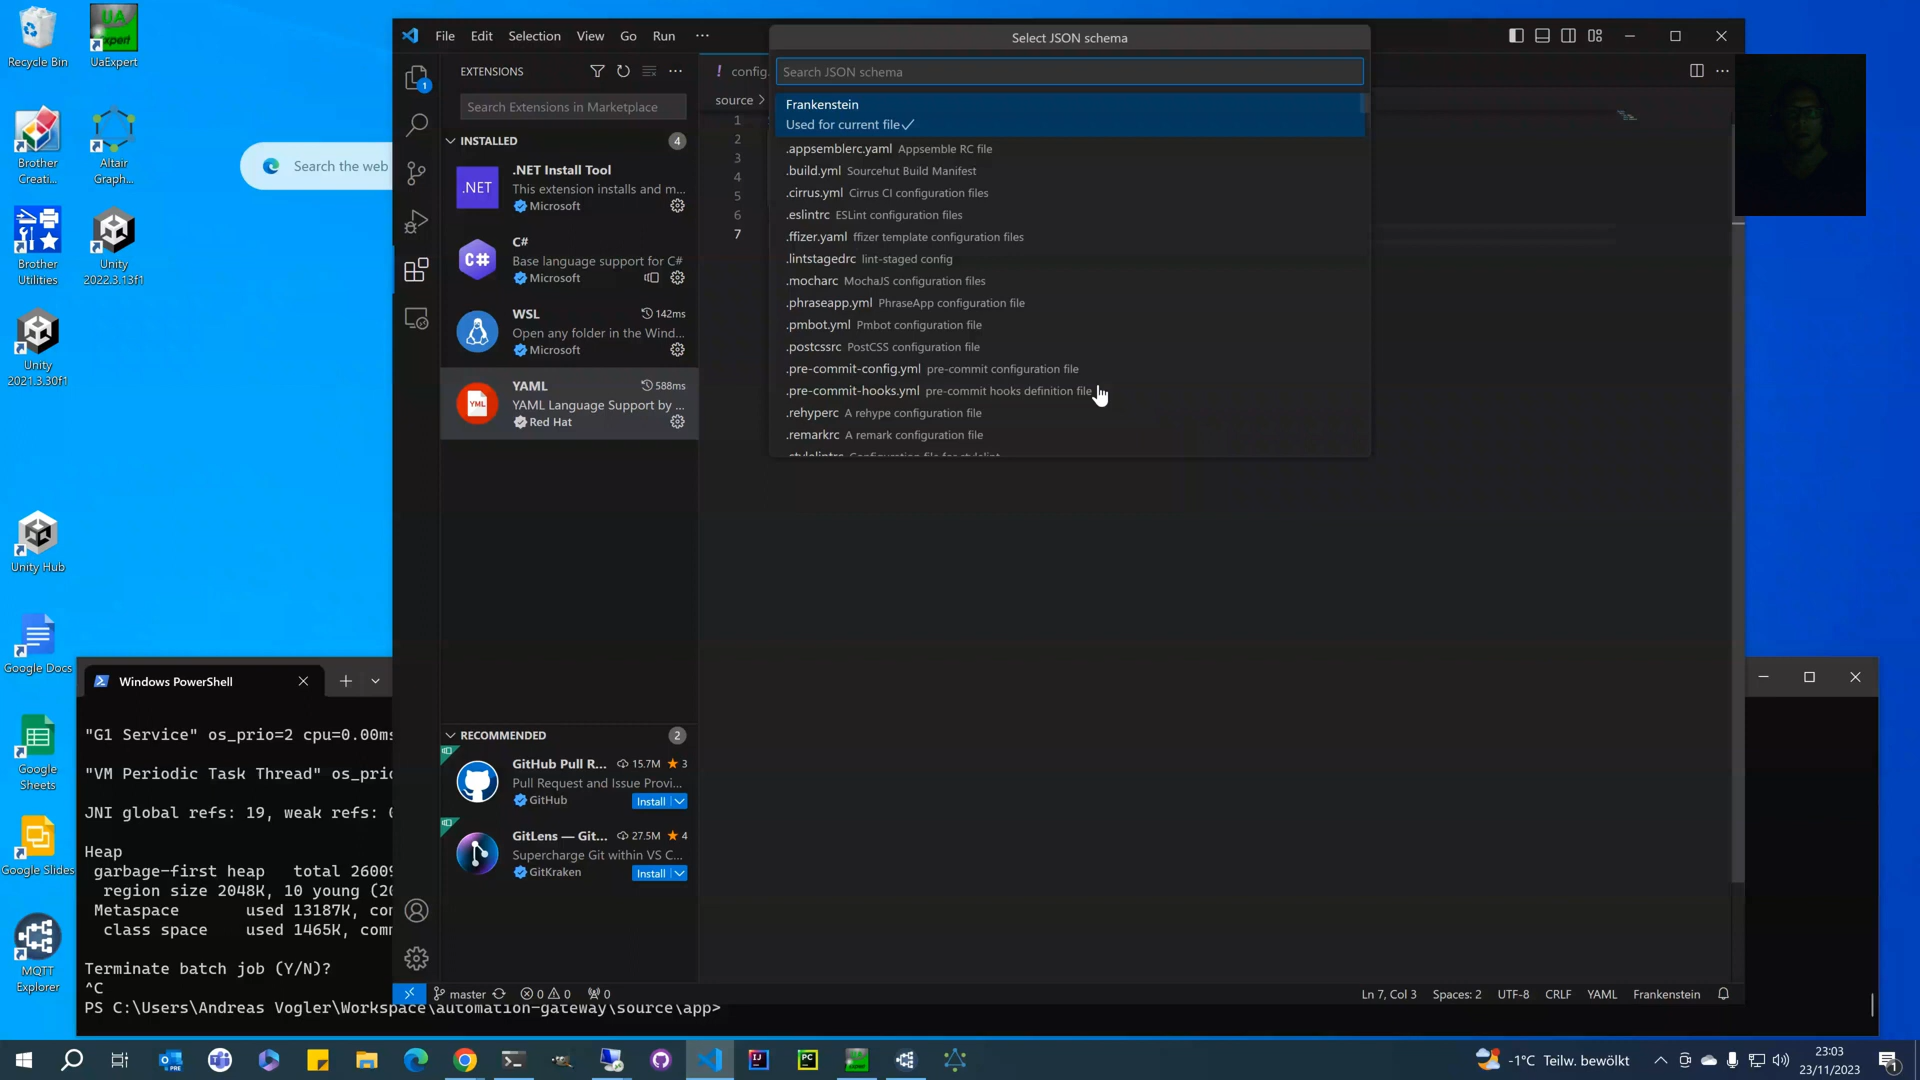 Recycle Bin
UaExpert
Brother Creati...
Altair Graph...
Brother Utilities
Unity 2022.3.13f1
Unity 2021.3.30f1
Unity Hub
Google Docs
Google Sheets
Google Slides
MQTT Explorer
Search the web
File Edit Selection View Go Run ···
Select JSON schema
Search JSON schema
Frankenstein
Used for current file
.appsemblerc.yaml Appsemble RC file
.build.yml Sourcehut Build Manifest
.cirrus.yml Cirrus CI configuration files
.eslintrc ESLint configuration files
.ffizer.yaml ffizer template configuration files
.lintstagedrc lint-staged config
.mocharc MochaJS configuration files
.phraseapp.yml PhraseApp configuration file
.pmbot.yml Pmbot configuration file
.postcssrc PostCSS configuration file
.pre-commit-config.yml pre-commit configuration file
.pre-commit-hooks.yml pre-commit hooks definition file
.rehyperc A rehype configuration file
.remarkrc A remark configuration file
.stylelintrc Configuration file for stylelint
EXTENSIONS
Search Extensions in Marketplace
INSTALLED 4
.NET
.NET Install Tool
This extension installs and m...
Microsoft
C#
Base language support for C#
Microsoft
WSL 142ms
Open any folder in the Wind...
Microsoft
YML
YAML 588ms
YAML Language Support by ...
Red Hat
RECOMMENDED 2
GitHub Pull R... 15.7M 3
Pull Request and Issue Provi...
GitHub Install
GitLens — Git... 27.5M 4
Supercharge Git within VS C...
GitKraken Install
config.
source >
1
2
3
4
5
6
7
master 0 0 0
Ln 7, Col 3 Spaces: 2 UTF-8 CRLF YAML Frankenstein
Windows PowerShell
"G1 Service" os_prio=2 cpu=0.00ms
"VM Periodic Task Thread" os_prio
JNI global refs: 19, weak refs: 0
Heap
garbage-first heap total 26009
region size 2048K, 10 young (20
Metaspace used 13187K, com
class space used 1465K, comm
Terminate batch job (Y/N)?
^C
PS C:\Users\Andreas Vogler\Workspace\automation-gateway\source\app>
-1°C Teilw. bewölkt
23:03
23/11/2023
1